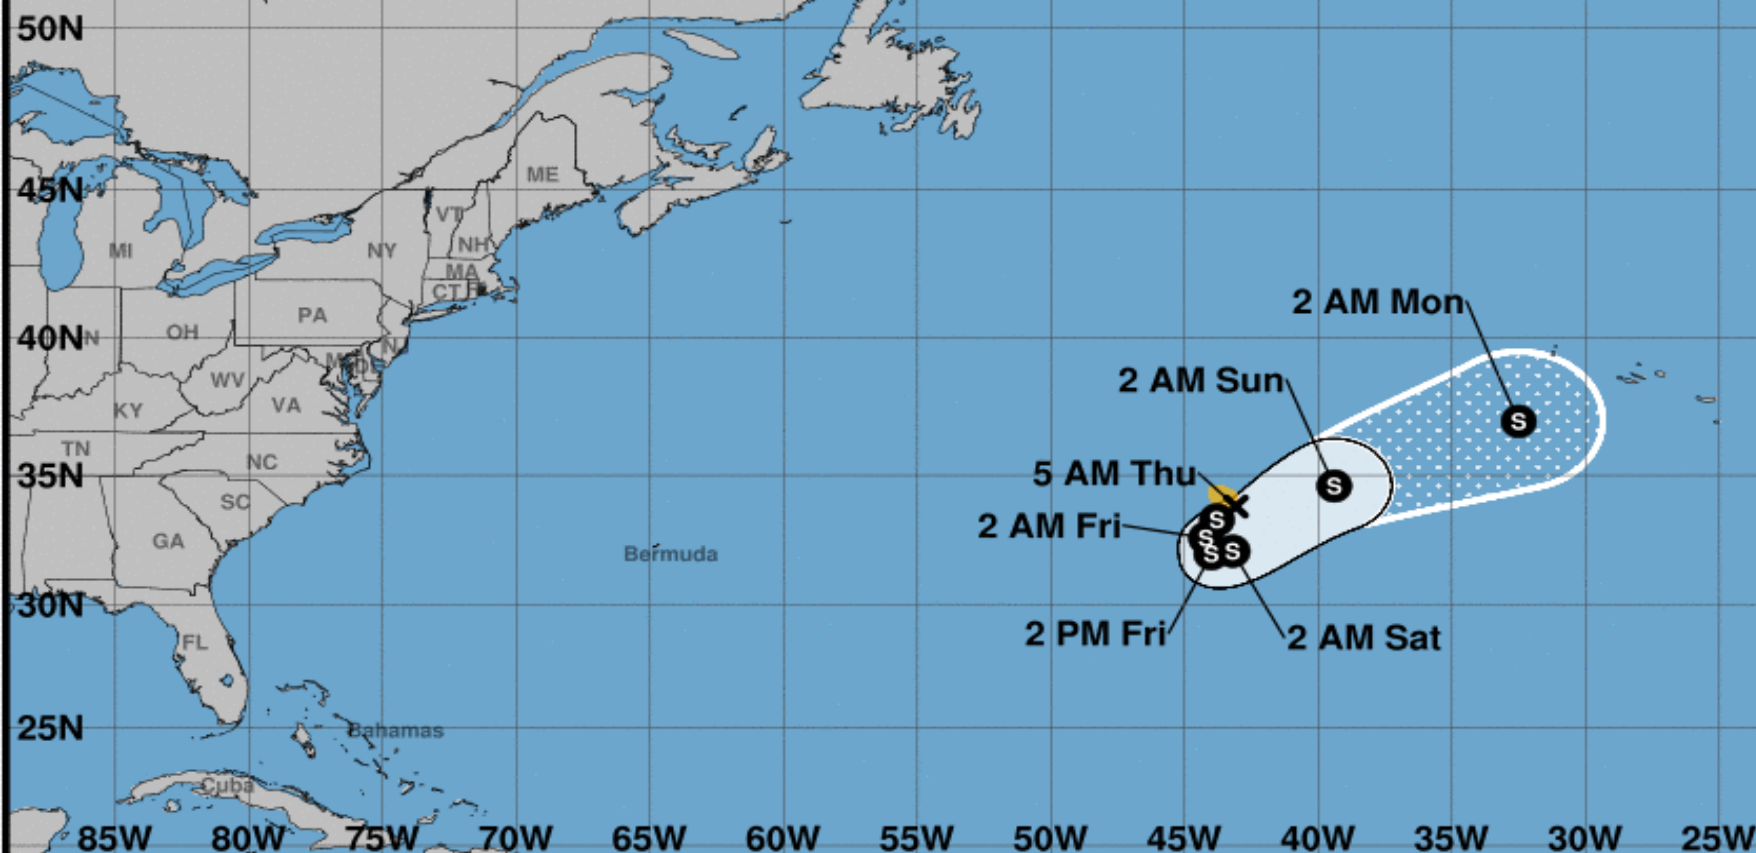 50N
45N
ME
VT
NH
MI
NY
MA
CT
PA
2 AM Mon
40N
OH
2 AM Sun
WV
VA
KY
TN
NC
35N
5 AM Thu
SC
S
S
S
2 AM Fri
S
S
S
GA
Bermuda
30N
2 PM Fri
2 AM Sat
FL
25N
Bahamas
Cuba
85W 80W 75W 70W 65W 60W 55W 50W 45W 40W 35W 30W 25W